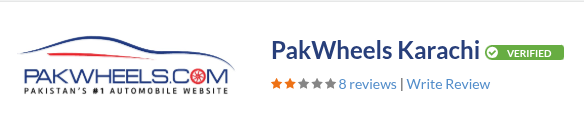 PAKWHEELS.COM
PAKISTAN'S #1 AUTOMOBILE WEBSITE
PakWheels Karachi VERIFIED
8 reviews | Write Review